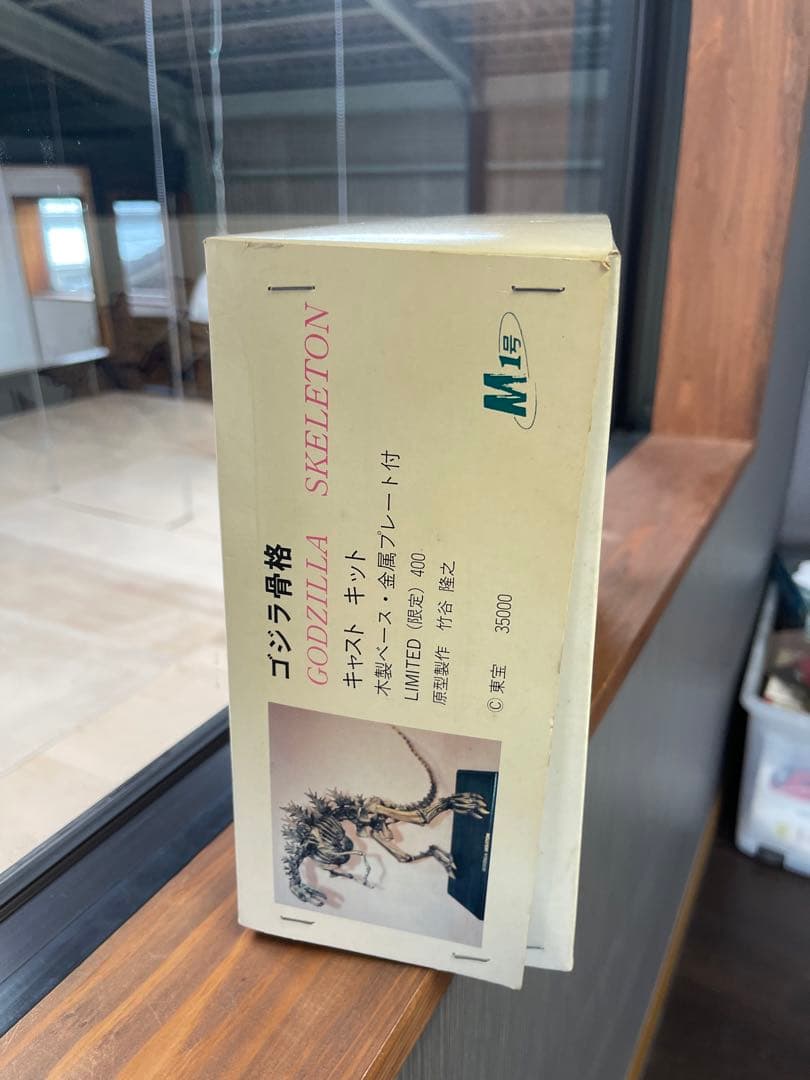 ゴジラ骨格
GODZILLA SKELETON
キャスト キット
木製ベース・金属プレート付
LIMITED(限定)400
原型製作 竹谷 隆之
Ⓒ東宝 35000
M1号